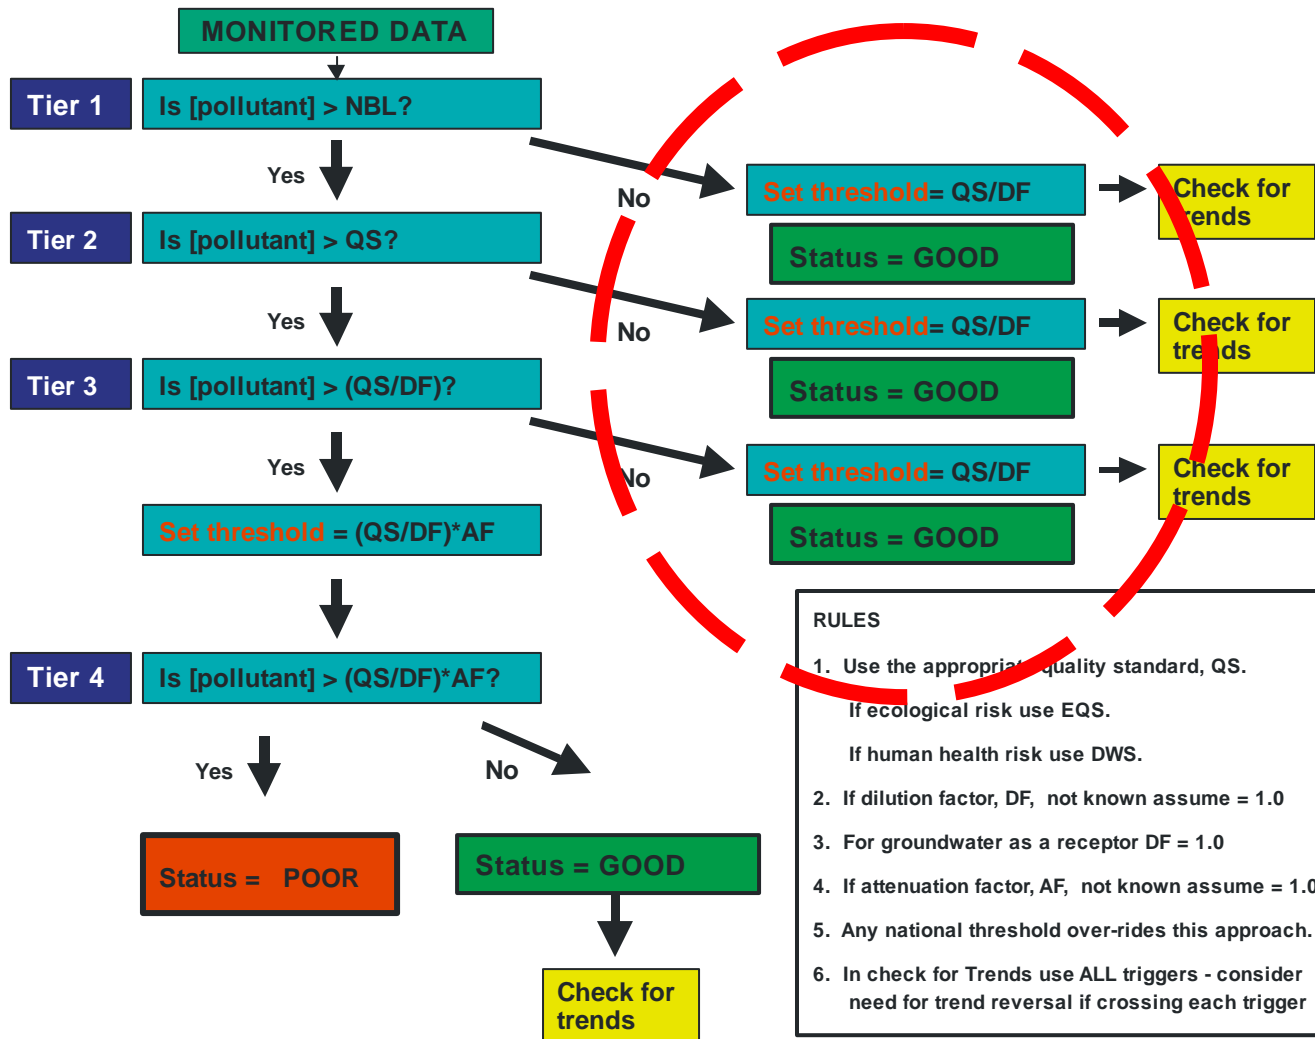 MONITORED DATA
Tier 1
Is [pollutant] > NBL?
Yes
No
Set threshold= QS/DF
Check for
trends
Status = GOOD
Tier 2
Is [pollutant] > QS?
Yes
No
Set threshold= QS/DF
Check for
trends
Status = GOOD
Tier 3
Is [pollutant] > (QS/DF)?
Yes
No
Set threshold= QS/DF
Check for
trends
Status = GOOD
Set threshold = (QS/DF)*AF
Tier 4
Is [pollutant] > (QS/DF)*AF?
Yes
No
Status = POOR
Status = GOOD
Check for
trends
RULES
1. Use the appropriate quality standard, QS.
If ecological risk use EQS.
If human health risk use DWS.
2. If dilution factor, DF, not known assume = 1.0
3. For groundwater as a receptor DF = 1.0
4. If attenuation factor, AF, not known assume = 1.0
5. Any national threshold over-rides this approach.
6. In check for Trends use ALL triggers - consider
need for trend reversal if crossing each trigger